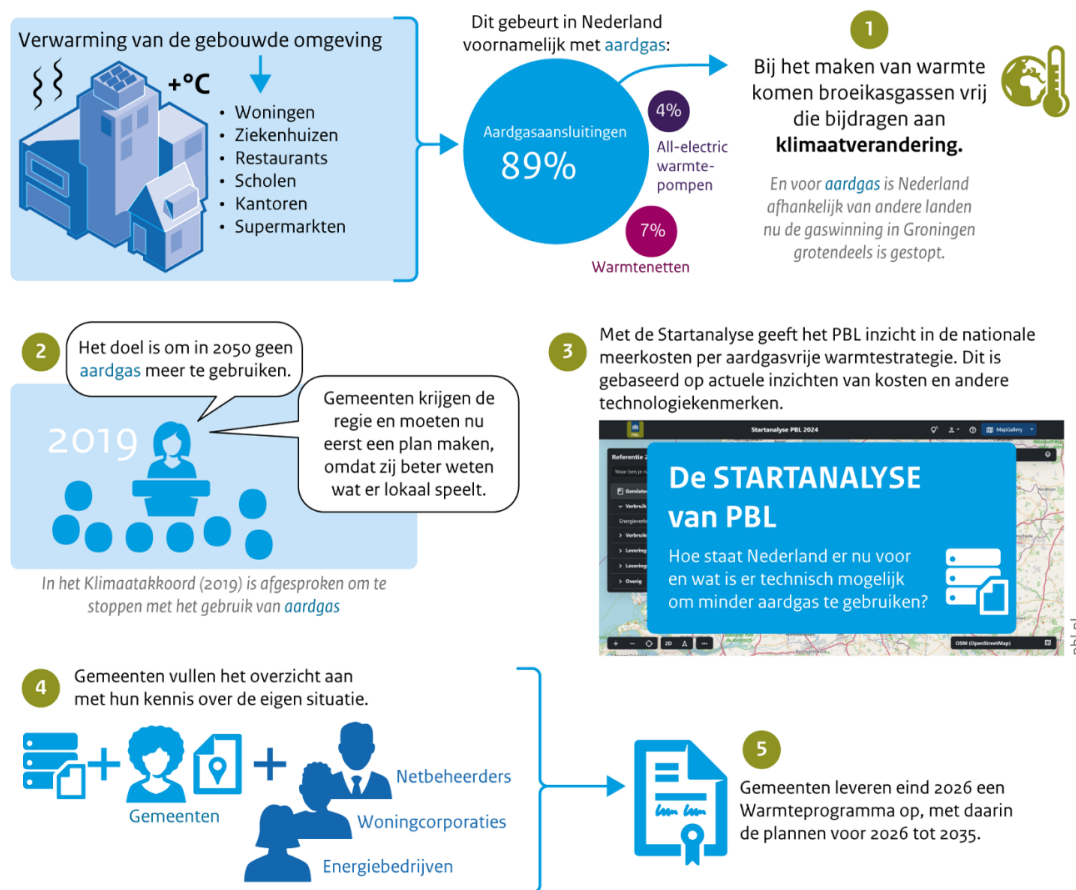 Verwarming van de gebouwde omgeving
+°C
• Woningen
• Ziekenhuizen
• Restaurants
• Scholen
• Kantoren
• Supermarkten
Dit gebeurt in Nederland
voornamelijk met aardgas:
Aardgasaansluitingen
89%
4%
All-electric
warmte-
pompen
7%
Warmtenetten
1
Bij het maken van warmte
komen broeikasgassen vrij
die bijdragen aan
klimaatverandering.
En voor aardgas is Nederland
afhankelijk van andere landen
nu de gaswinning in Groningen
grotendeels is gestopt.
2
Het doel is om in 2050 geen
aardgas meer te gebruiken.
2019
Gemeenten krijgen de
regie en moeten nu
eerst een plan maken,
omdat zij beter weten
wat er lokaal speelt.
In het Klimaatakkoord (2019) is afgesproken om te
stoppen met het gebruik van aardgas
3
Met de Startanalyse geeft het PBL inzicht in de nationale
meerkosten per aardgasvrije warmtestrategie. Dit is
gebaseerd op actuele inzichten van kosten en andere
technologiekenmerken.
PBL
Startanalyse PBL 2024
MapGallery
Referentie 2
De STARTANALYSE
van PBL
Hoe staat Nederland er nu voor
en wat is er technisch mogelijk
om minder aardgas te gebruiken?
2D
OSM (OpenStreetMap)
pbl.nl
4
Gemeenten vullen het overzicht aan
met hun kennis over de eigen situatie.
Gemeenten
Netbeheerders
Woningcorporaties
Energiebedrijven
5
Gemeenten leveren eind 2026 een
Warmteprogramma op, met daarin
de plannen voor 2026 tot 2035.